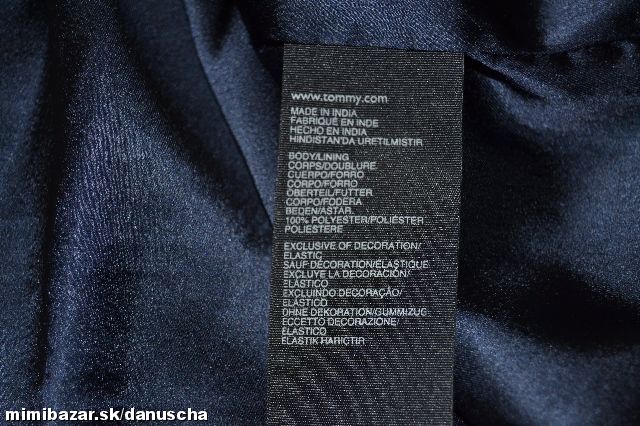 www.tommy.com
MADE IN INDIA
FABRIQUÉ EN INDE
HECHO EN INDIA
HINDISTAN'DA URETILMISTIR
BODY/LINING
CORPS/DOUBLURE
CUERPO/FORRO
CORPO/FORRO
OBERTEIL/FUTTER
CORPO/FODERA
BEDEN/ASTAR.
100% POLYESTER/POLIÉSTER
POLIESTERE
EXCLUSIVE OF DECORATION/
ELASTIC
SAUF DÉCORATION/ÉLASTIQUE
EXCLUYE LA DECORACIÓN/
ELÁSTICO
EXCLUINDO DECORAÇÃO/
ELÁSTICO
OHNE DEKORATION/GUMMIZUG
ECCETTO DECORAZIONE/
ELASTICO
ELASTIK HARIÇTIR
mimibazar.sk/danuscha